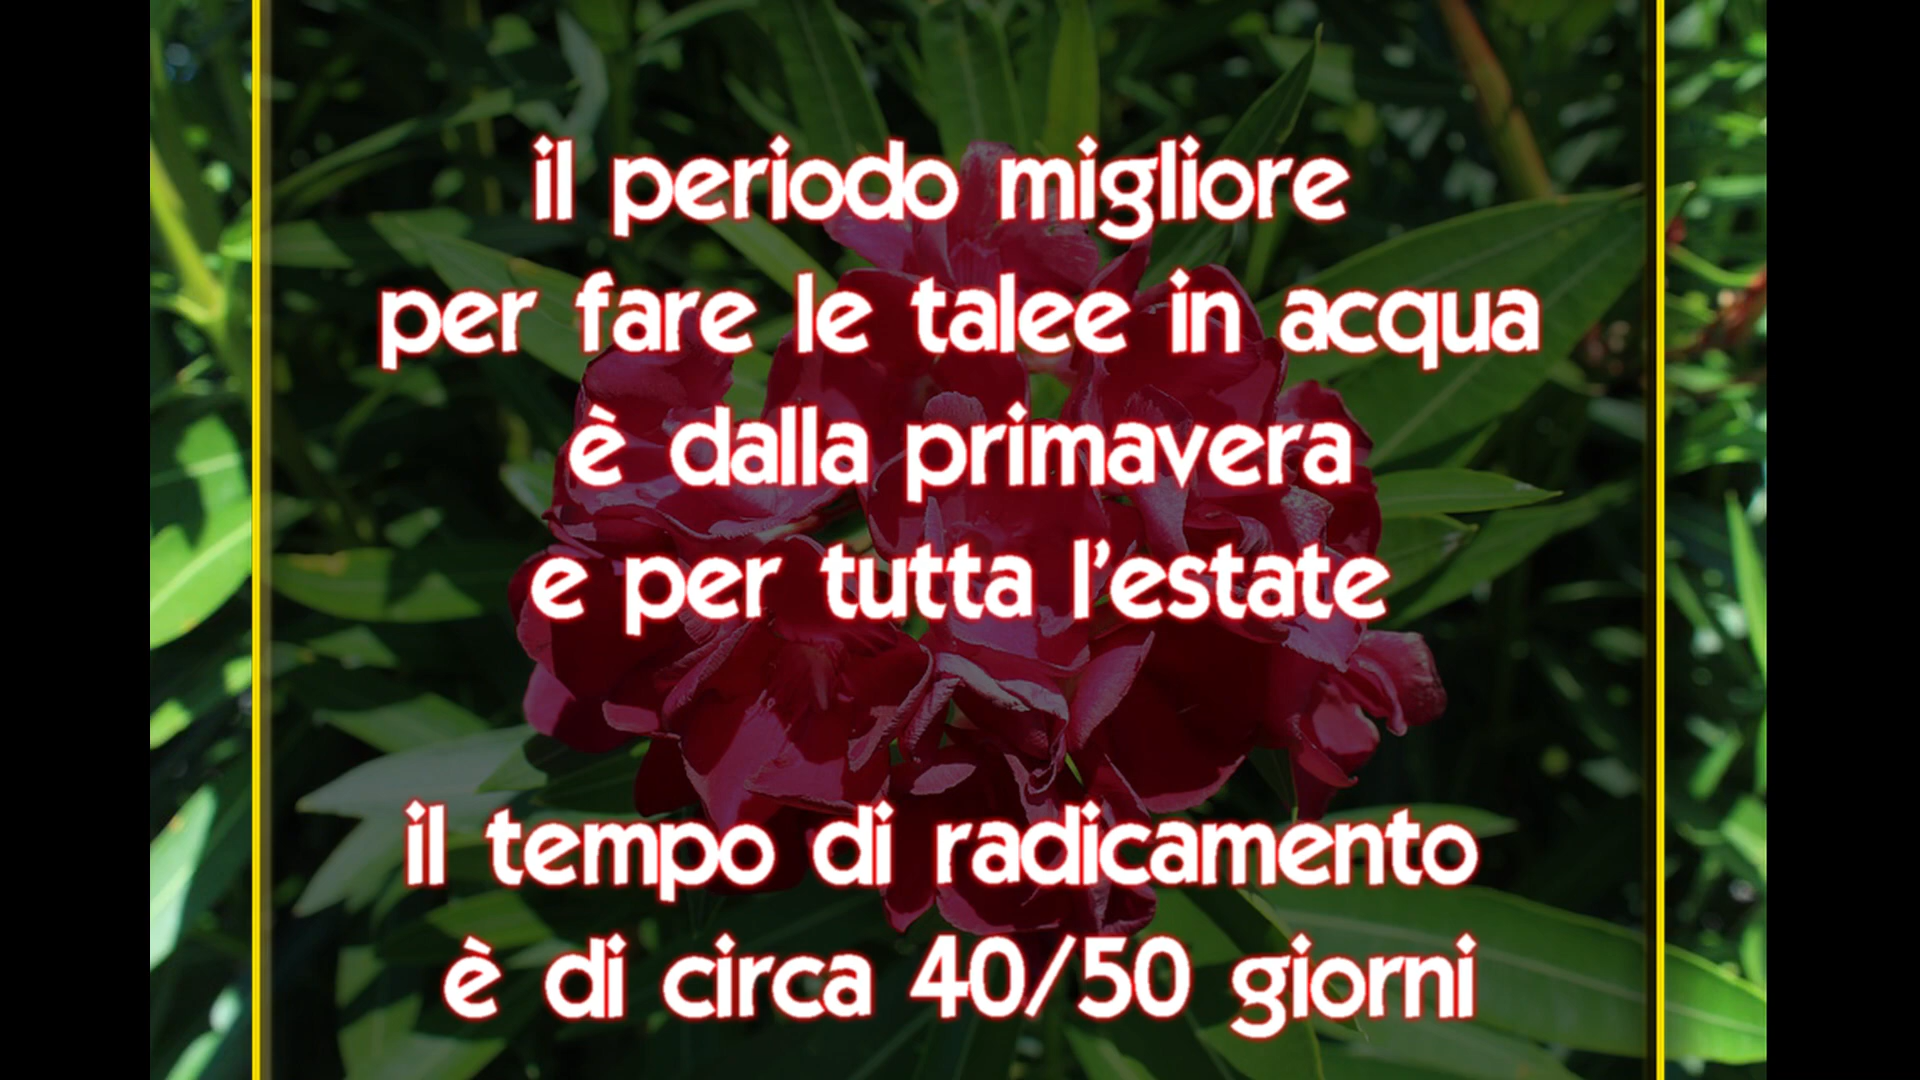 il periodo migliore
per fare le talee in acqua
è dalla primavera
e per tutta l'estate
il tempo di radicamento
è di circa 40/50 giorni